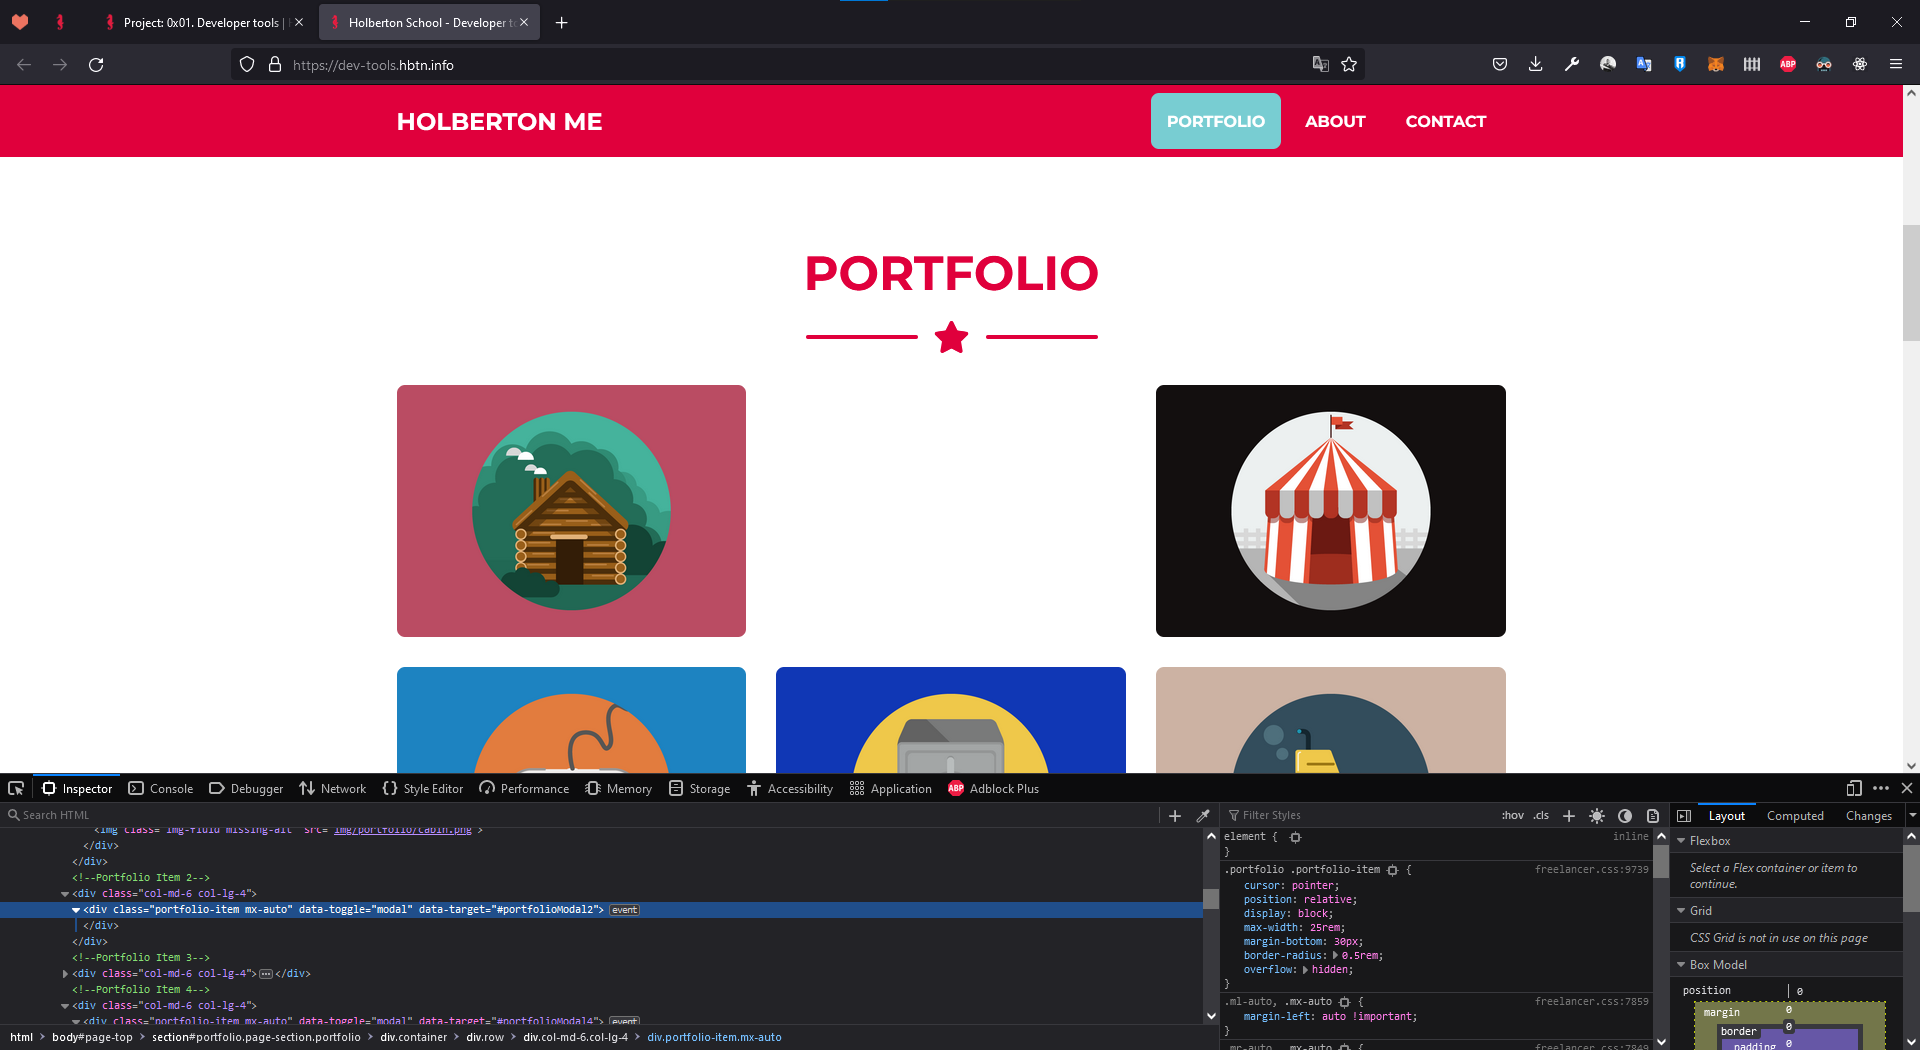 Project: 0x01. Developer tools |
Holberton School - Developer to
https://dev-tools.hbtn.info
HOLBERTON ME
PORTFOLIO
ABOUT
CONTACT
PORTFOLIO
Inspector
Console
Debugger
Network
Style Editor
Performance
Memory
Storage
Accessibility
Application
ABP
Adblock Plus
Search HTML
<img class="img-fluid missing-alt" src="img/portfolio/cabin.png">
</div>
</div>
<!--Portfolio Item 2-->
<div class="col-md-6 col-lg-4">
<div class="portfolio-item mx-auto" data-toggle="modal" data-target="#portfolioModal2"> event
</div>
</div>
<!--Portfolio Item 3-->
<div class="col-md-6 col-lg-4"></div>
<!--Portfolio Item 4-->
<div class="col-md-6 col-lg-4">
<div class="portfolio-item mx-auto" data-toggle="modal" data-target="#portfolioModal4"> event
html > body#page-top > section#portfolio.page-section.portfolio > div.container > div.row > div.col-md-6.col-lg-4 > div.portfolio-item.mx-auto
Filter Styles
:hov .cls
element { inline
}
.portfolio .portfolio-item { freelancer.css:9739
cursor: pointer;
position: relative;
display: block;
max-width: 25rem;
margin-bottom: 30px;
border-radius: 0.5rem;
overflow: hidden;
}
.ml-auto, .mx-auto { freelancer.css:7859
margin-left: auto !important;
}
.mr-auto, .mx-auto { freelancer.css:7849
Layout
Computed
Changes
Flexbox
Select a Flex container or item to
continue.
Grid
CSS Grid is not in use on this page
Box Model
position 0
margin 0
border 0
padding 0